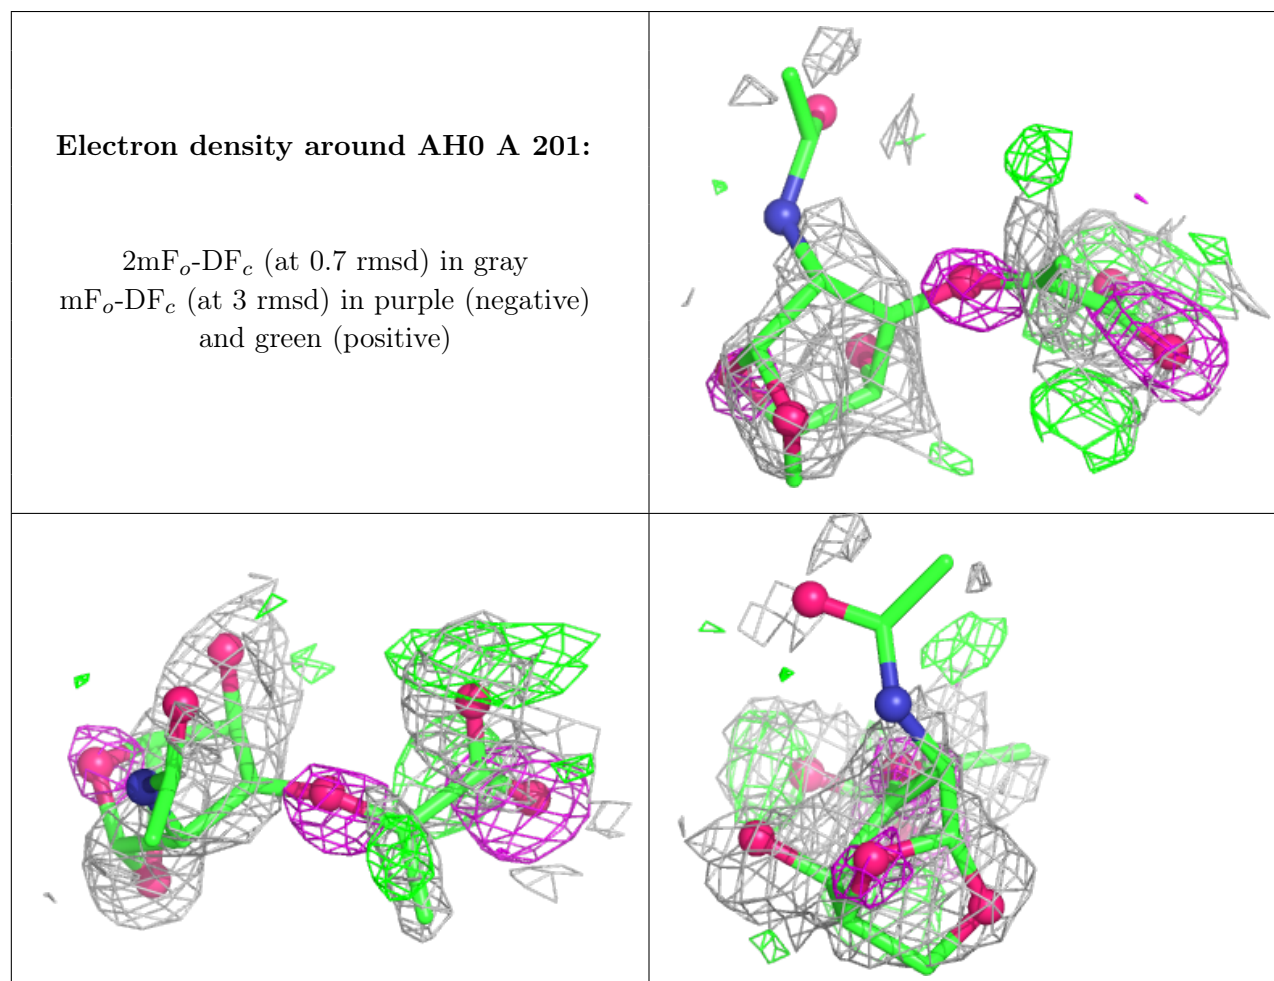 Electron density around AH0 A 201:
2mFo-DFc (at 0.7 rmsd) in gray
mFo-DFc (at 3 rmsd) in purple (negative)
and green (positive)